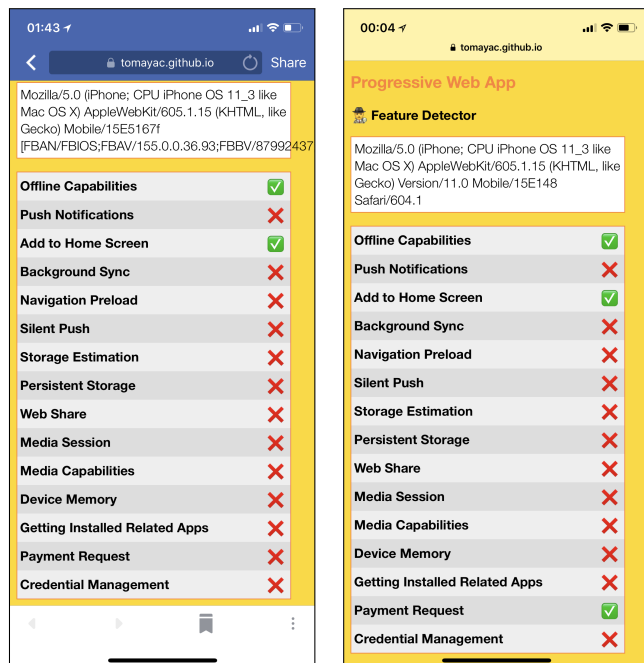 01:43
tomayac.github.io
Share
Mozilla/5.0 (iPhone; CPU iPhone OS 11_3 like
Mac OS X) AppleWebKit/605.1.15 (KHTML, like
Gecko) Mobile/15E5167f
[FBAN/FBIOS;FBAV/155.0.0.36.93;FBBV/87992437
Offline Capabilities
Push Notifications
Add to Home Screen
Background Sync
Navigation Preload
Silent Push
Storage Estimation
Persistent Storage
Web Share
Media Session
Media Capabilities
Device Memory
Getting Installed Related Apps
Payment Request
Credential Management
00:04
tomayac.github.io
Progressive Web App
Feature Detector
Mozilla/5.0 (iPhone; CPU iPhone OS 11_3 like
Mac OS X) AppleWebKit/605.1.15 (KHTML, like
Gecko) Version/11.0 Mobile/15E148
Safari/604.1
Offline Capabilities
Push Notifications
Add to Home Screen
Background Sync
Navigation Preload
Silent Push
Storage Estimation
Persistent Storage
Web Share
Media Session
Media Capabilities
Device Memory
Getting Installed Related Apps
Payment Request
Credential Management